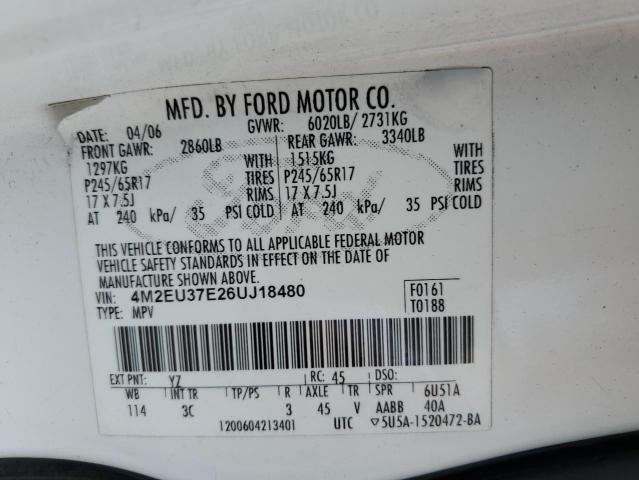 MFD. BY FORD MOTOR CO.
DATE: 04/06 GVWR: 6020LB/ 2731KG
FRONT GAWR: 2860LB REAR GAWR: 3340LB
1297KG WITH 1515KG WITH
P245/65R17 TIRES P245/65R17 TIRES
17 X 7.5J RIMS 17 X 7.5J RIMS
AT 240 kPa/ 35 PSI COLD AT 240 kPa/ 35 PSI COLD
THIS VEHICLE CONFORMS TO ALL APPLICABLE FEDERAL MOTOR
VEHICLE SAFETY STANDARDS IN EFFECT ON THE DATE OF
MANUFACTURE SHOWN ABOVE.
VIN: 4M2EU37E26UJ18480 F0161
TYPE: MPV T0188
EXT PNT: YZ RC: 45 DSO:
WB INT TR TP/PS R AXLE TR SPR 6U51A
114 3C 3 45 V AABB 40A
1200604213401 UTC ▽5U5A-1520472-BA
Ford